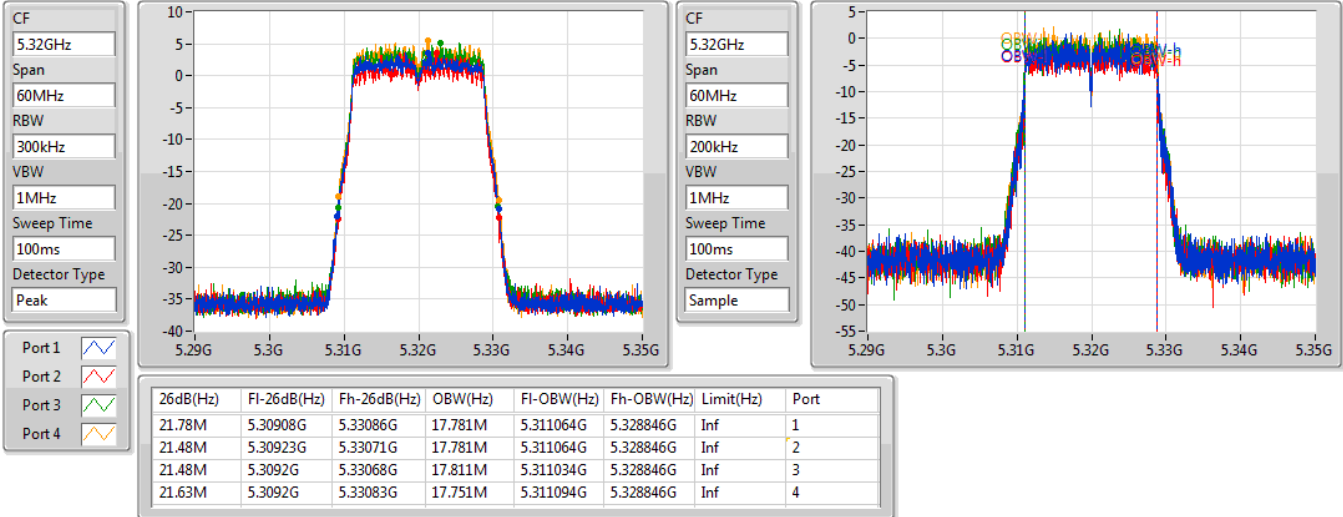 CF
5.32GHz
Span
60MHz
RBW
300kHz
VBW
1MHz
Sweep Time
100ms
Detector Type
Peak
10
5
0
-5
-10
-15
-20
-25
-30
-35
-40
5.29G 5.3G 5.31G 5.32G 5.33G 5.34G 5.35G
CF
5.32GHz
Span
60MHz
RBW
200kHz
VBW
1MHz
Sweep Time
100ms
Detector Type
Sample
5
0
-5
-10
-15
-20
-25
-30
-35
-40
-45
-50
-55
5.29G 5.3G 5.31G 5.32G 5.33G 5.34G 5.35G
Port 1
Port 2
Port 3
Port 4
26dB(Hz) Fl-26dB(Hz) Fh-26dB(Hz) OBW(Hz) Fl-OBW(Hz) Fh-OBW(Hz) Limit(Hz) Port
21.78M 5.30908G 5.33086G 17.781M 5.311064G 5.328846G Inf 1
21.48M 5.30923G 5.33071G 17.781M 5.311064G 5.328846G Inf 2
21.48M 5.3092G 5.33068G 17.811M 5.311034G 5.328846G Inf 3
21.63M 5.3092G 5.33083G 17.751M 5.311094G 5.328846G Inf 4